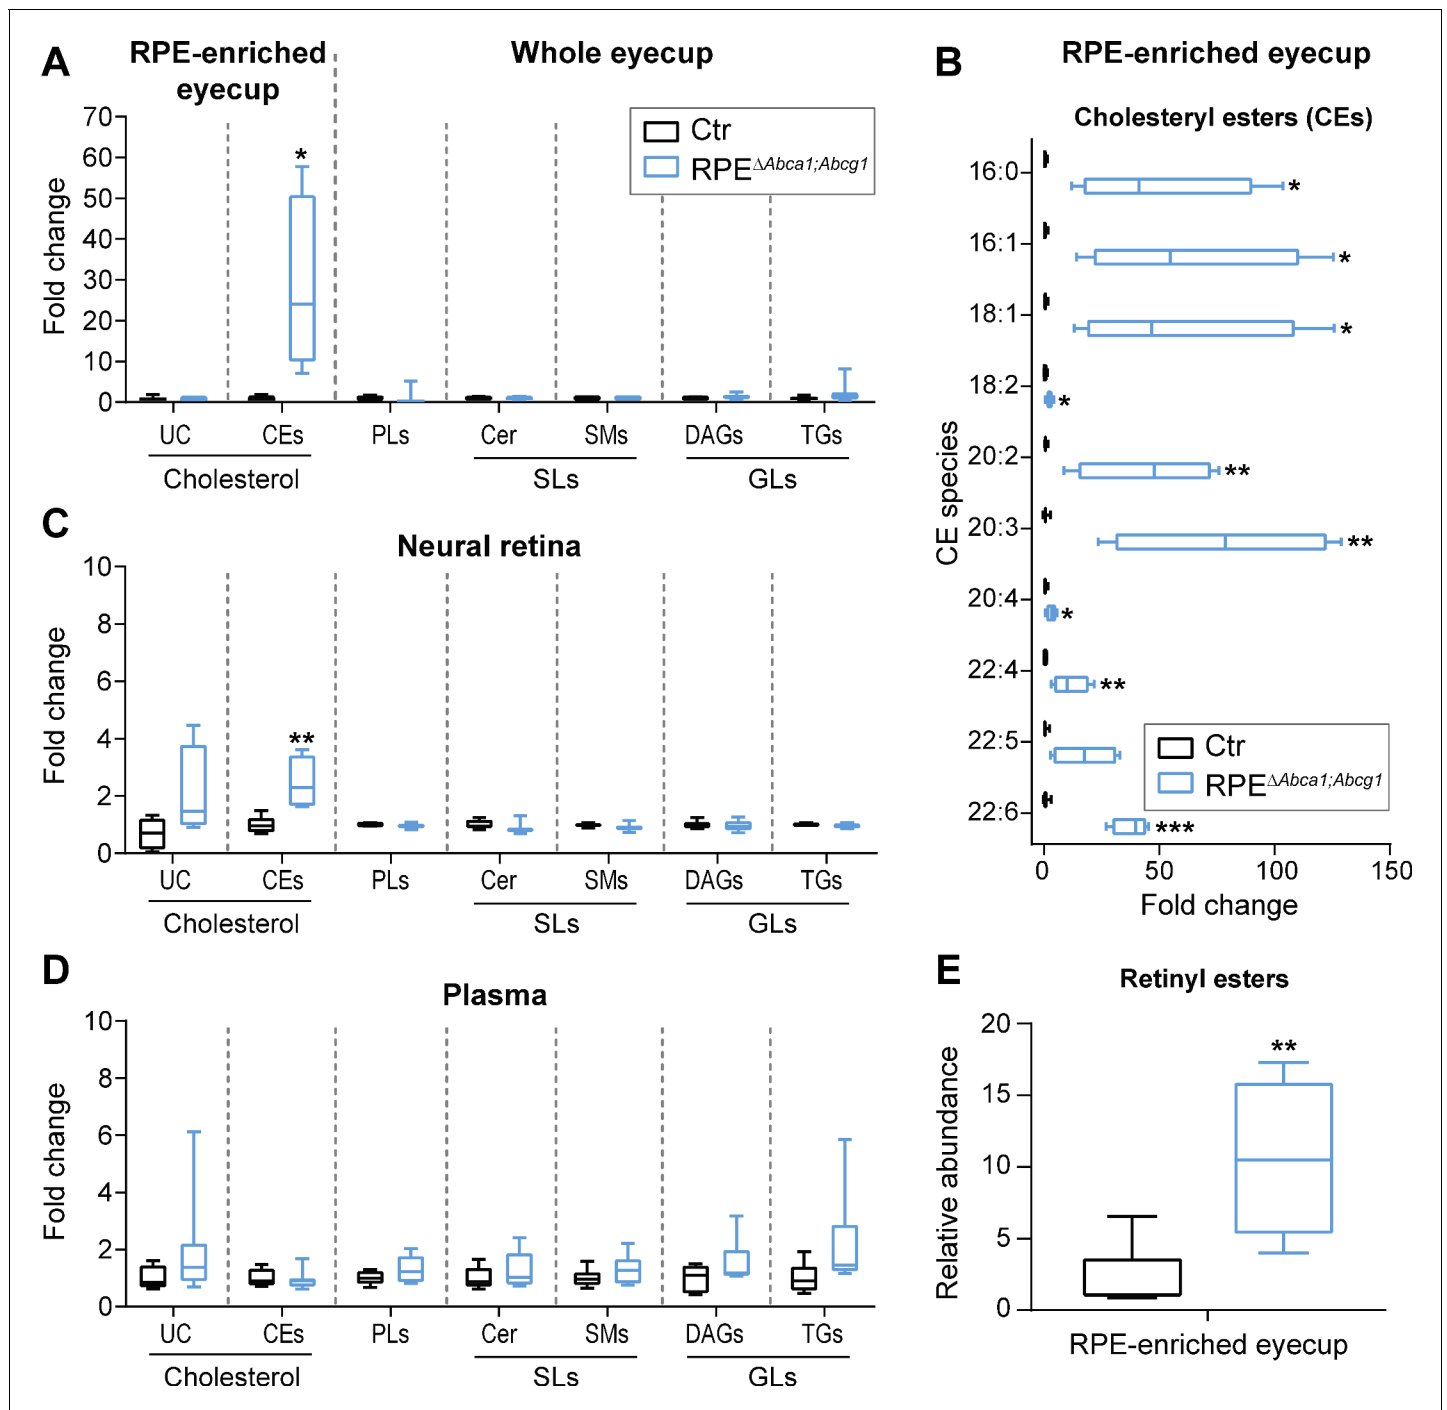 A
RPE-enriched
eyecup
Whole eyecup
Fold change
70
60
50
40
30
20
10
0
*
Ctr
RPE^ΔAbca1;Abcg1
UC CEs PLs Cer SMs DAGs TGs
Cholesterol SLs GLs
B
RPE-enriched eyecup
Cholesteryl esters (CEs)
CE species
16:0 *
16:1 *
18:1 *
18:2 *
20:2 **
20:3 **
20:4 *
22:4 **
22:5
22:6 ***
Ctr
RPE^ΔAbca1;Abcg1
0 50 100 150
Fold change
C
Neural retina
Fold change
10
8
6
4
2
0
**
UC CEs PLs Cer SMs DAGs TGs
Cholesterol SLs GLs
D
Plasma
Fold change
10
8
6
4
2
0
UC CEs PLs Cer SMs DAGs TGs
Cholesterol SLs GLs
E
Retinyl esters
Relative abundance
20
15
10
5
0
**
RPE-enriched eyecup